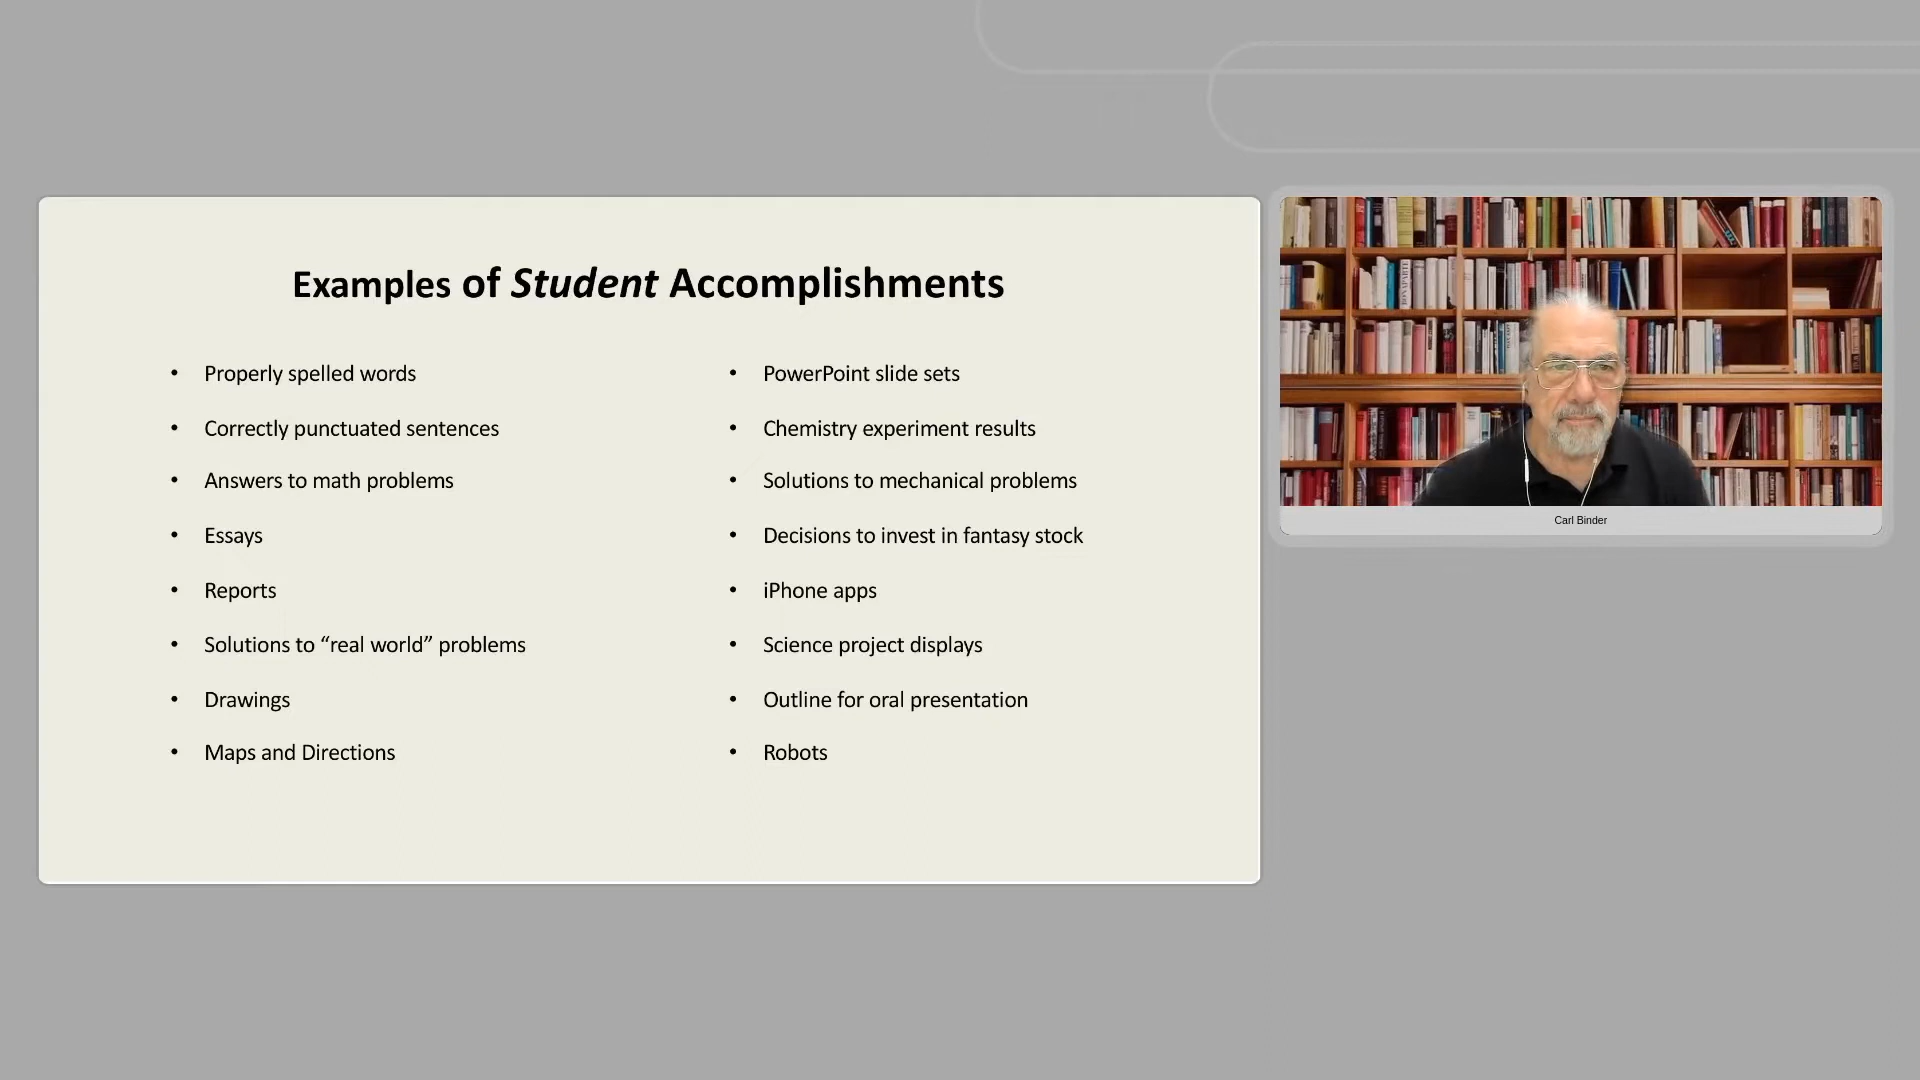 Examples of Student Accomplishments
• Properly spelled words
• Correctly punctuated sentences
• Answers to math problems
• Essays
• Reports
• Solutions to “real world” problems
• Drawings
• Maps and Directions
• PowerPoint slide sets
• Chemistry experiment results
• Solutions to mechanical problems
• Decisions to invest in fantasy stock
• iPhone apps
• Science project displays
• Outline for oral presentation
• Robots
Carl Binder